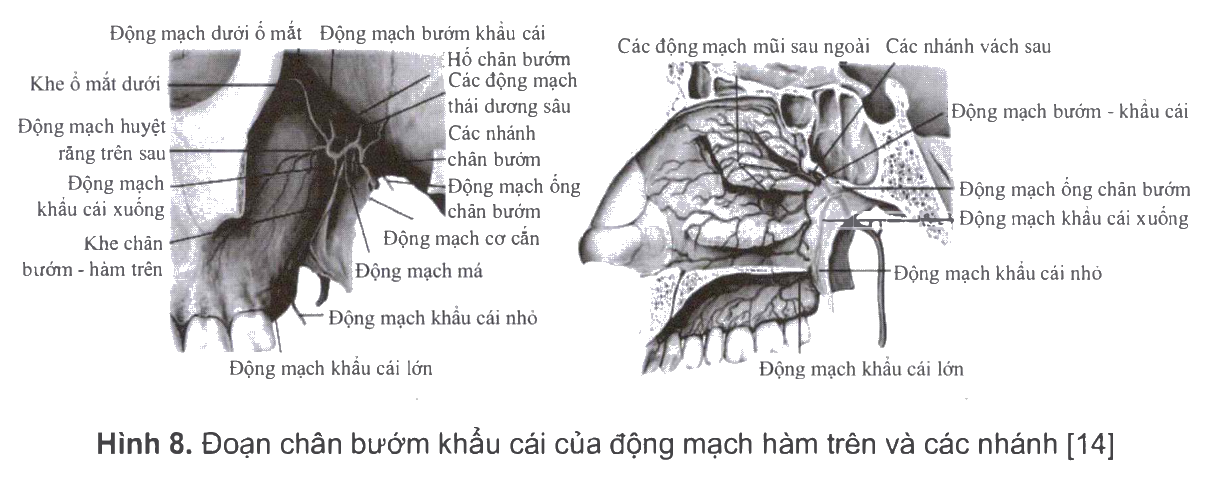 Động mạch dưới ổ mắt
Động mạch bướm khẩu cái
Hố chân bướm
Khe ổ mắt dưới
Các động mạch
thái dương sâu
Động mạch huyệt
răng trên sau
Các nhánh
chân bướm
Động mạch
khẩu cái xuống
Động mạch ống
chân bướm
Khe chân
bướm - hàm trên
Động mạch cơ cắn
Động mạch má
Động mạch khẩu cái nhỏ
Động mạch khẩu cái lớn
Các động mạch mũi sau ngoài
Các nhánh vách sau
Động mạch bướm - khẩu cái
Động mạch ống chân bướm
Động mạch khẩu cái xuống
Động mạch khẩu cái nhỏ
Động mạch khẩu cái lớn
Hình 8. Đoạn chân bướm khẩu cái của động mạch hàm trên và các nhánh [14]